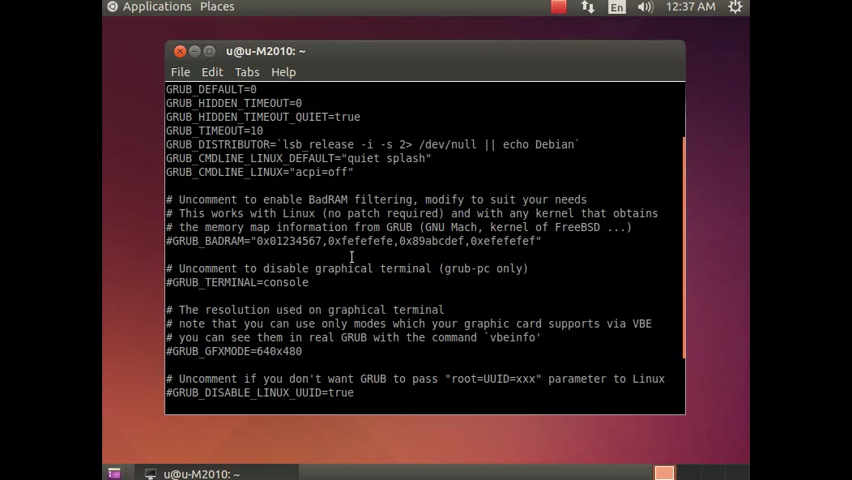 Applications Places
En
12:37 AM
u@u-M2010: ~
File Edit Tabs Help
GRUB_DEFAULT=0
GRUB_HIDDEN_TIMEOUT=0
GRUB_HIDDEN_TIMEOUT_QUIET=true
GRUB_TIMEOUT=10
GRUB_DISTRIBUTOR=`lsb_release -i -s 2> /dev/null || echo Debian`
GRUB_CMDLINE_LINUX_DEFAULT="quiet splash"
GRUB_CMDLINE_LINUX="acpi=off"
# Uncomment to enable BadRAM filtering, modify to suit your needs
# This works with Linux (no patch required) and with any kernel that obtains
# the memory map information from GRUB (GNU Mach, kernel of FreeBSD ...)
#GRUB_BADRAM="0x01234567,0xfefefefe,0x89abcdef,0xefefefef"
# Uncomment to disable graphical terminal (grub-pc only)
#GRUB_TERMINAL=console
# The resolution used on graphical terminal
# note that you can use only modes which your graphic card supports via VBE
# you can see them in real GRUB with the command `vbeinfo'
#GRUB_GFXMODE=640x480
# Uncomment if you don't want GRUB to pass "root=UUID=xxx" parameter to Linux
#GRUB_DISABLE_LINUX_UUID=true
u@u-M2010: ~